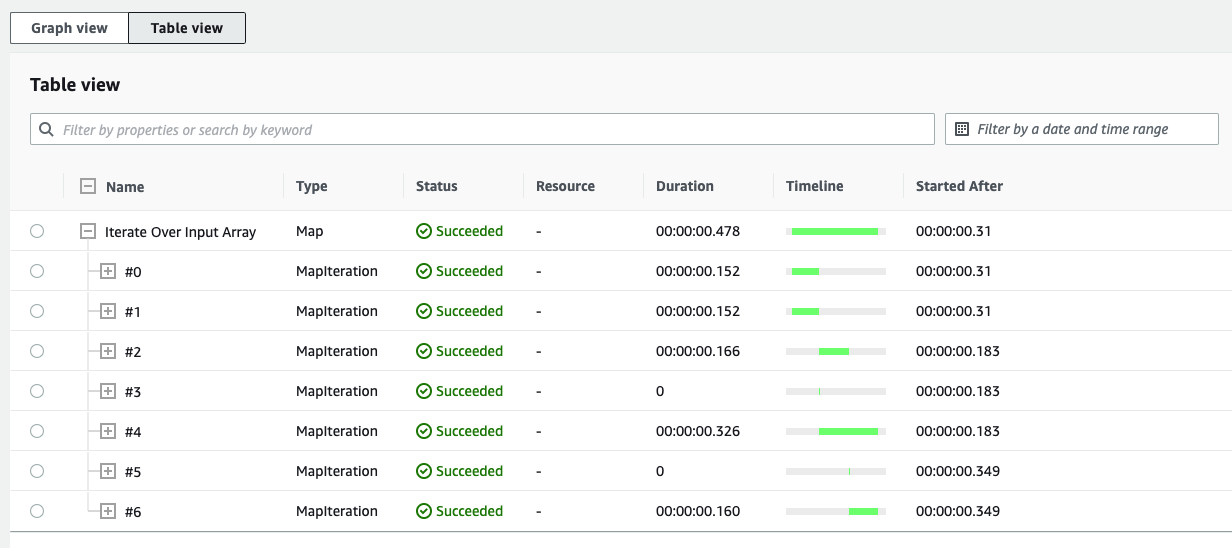 Graph view Table view
Table view
Filter by properties or search by keyword Filter by a date and time range
Name Type Status Resource Duration Timeline Started After
Iterate Over Input Array Map Succeeded - 00:00:00.478 00:00:00.31
#0 MapIteration Succeeded - 00:00:00.152 00:00:00.31
#1 MapIteration Succeeded - 00:00:00.152 00:00:00.31
#2 MapIteration Succeeded - 00:00:00.166 00:00:00.183
#3 MapIteration Succeeded - 0 00:00:00.183
#4 MapIteration Succeeded - 00:00:00.326 00:00:00.183
#5 MapIteration Succeeded - 0 00:00:00.349
#6 MapIteration Succeeded - 00:00:00.160 00:00:00.349